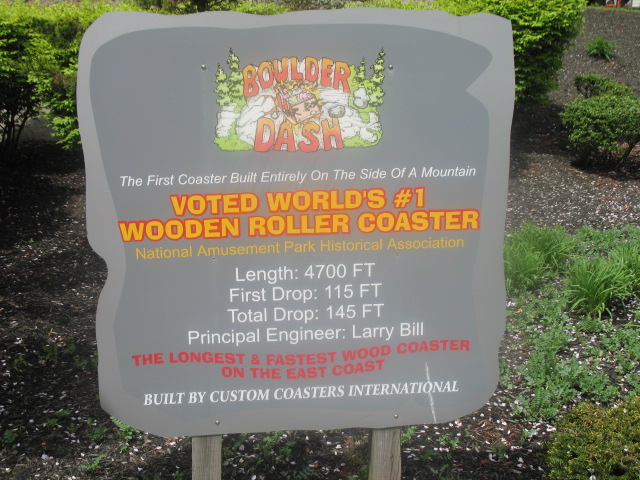 BOULDER
DASH
The First Coaster Built Entirely On The Side Of A Mountain
VOTED WORLD'S #1
WOODEN ROLLER COASTER
National Amusement Park Historical Association
Length: 4700 FT
First Drop: 115 FT
Total Drop: 145 FT
Principal Engineer: Larry Bill
THE LONGEST & FASTEST WOOD COASTER
ON THE EAST COAST
BUILT BY CUSTOM COASTERS INTERNATIONAL